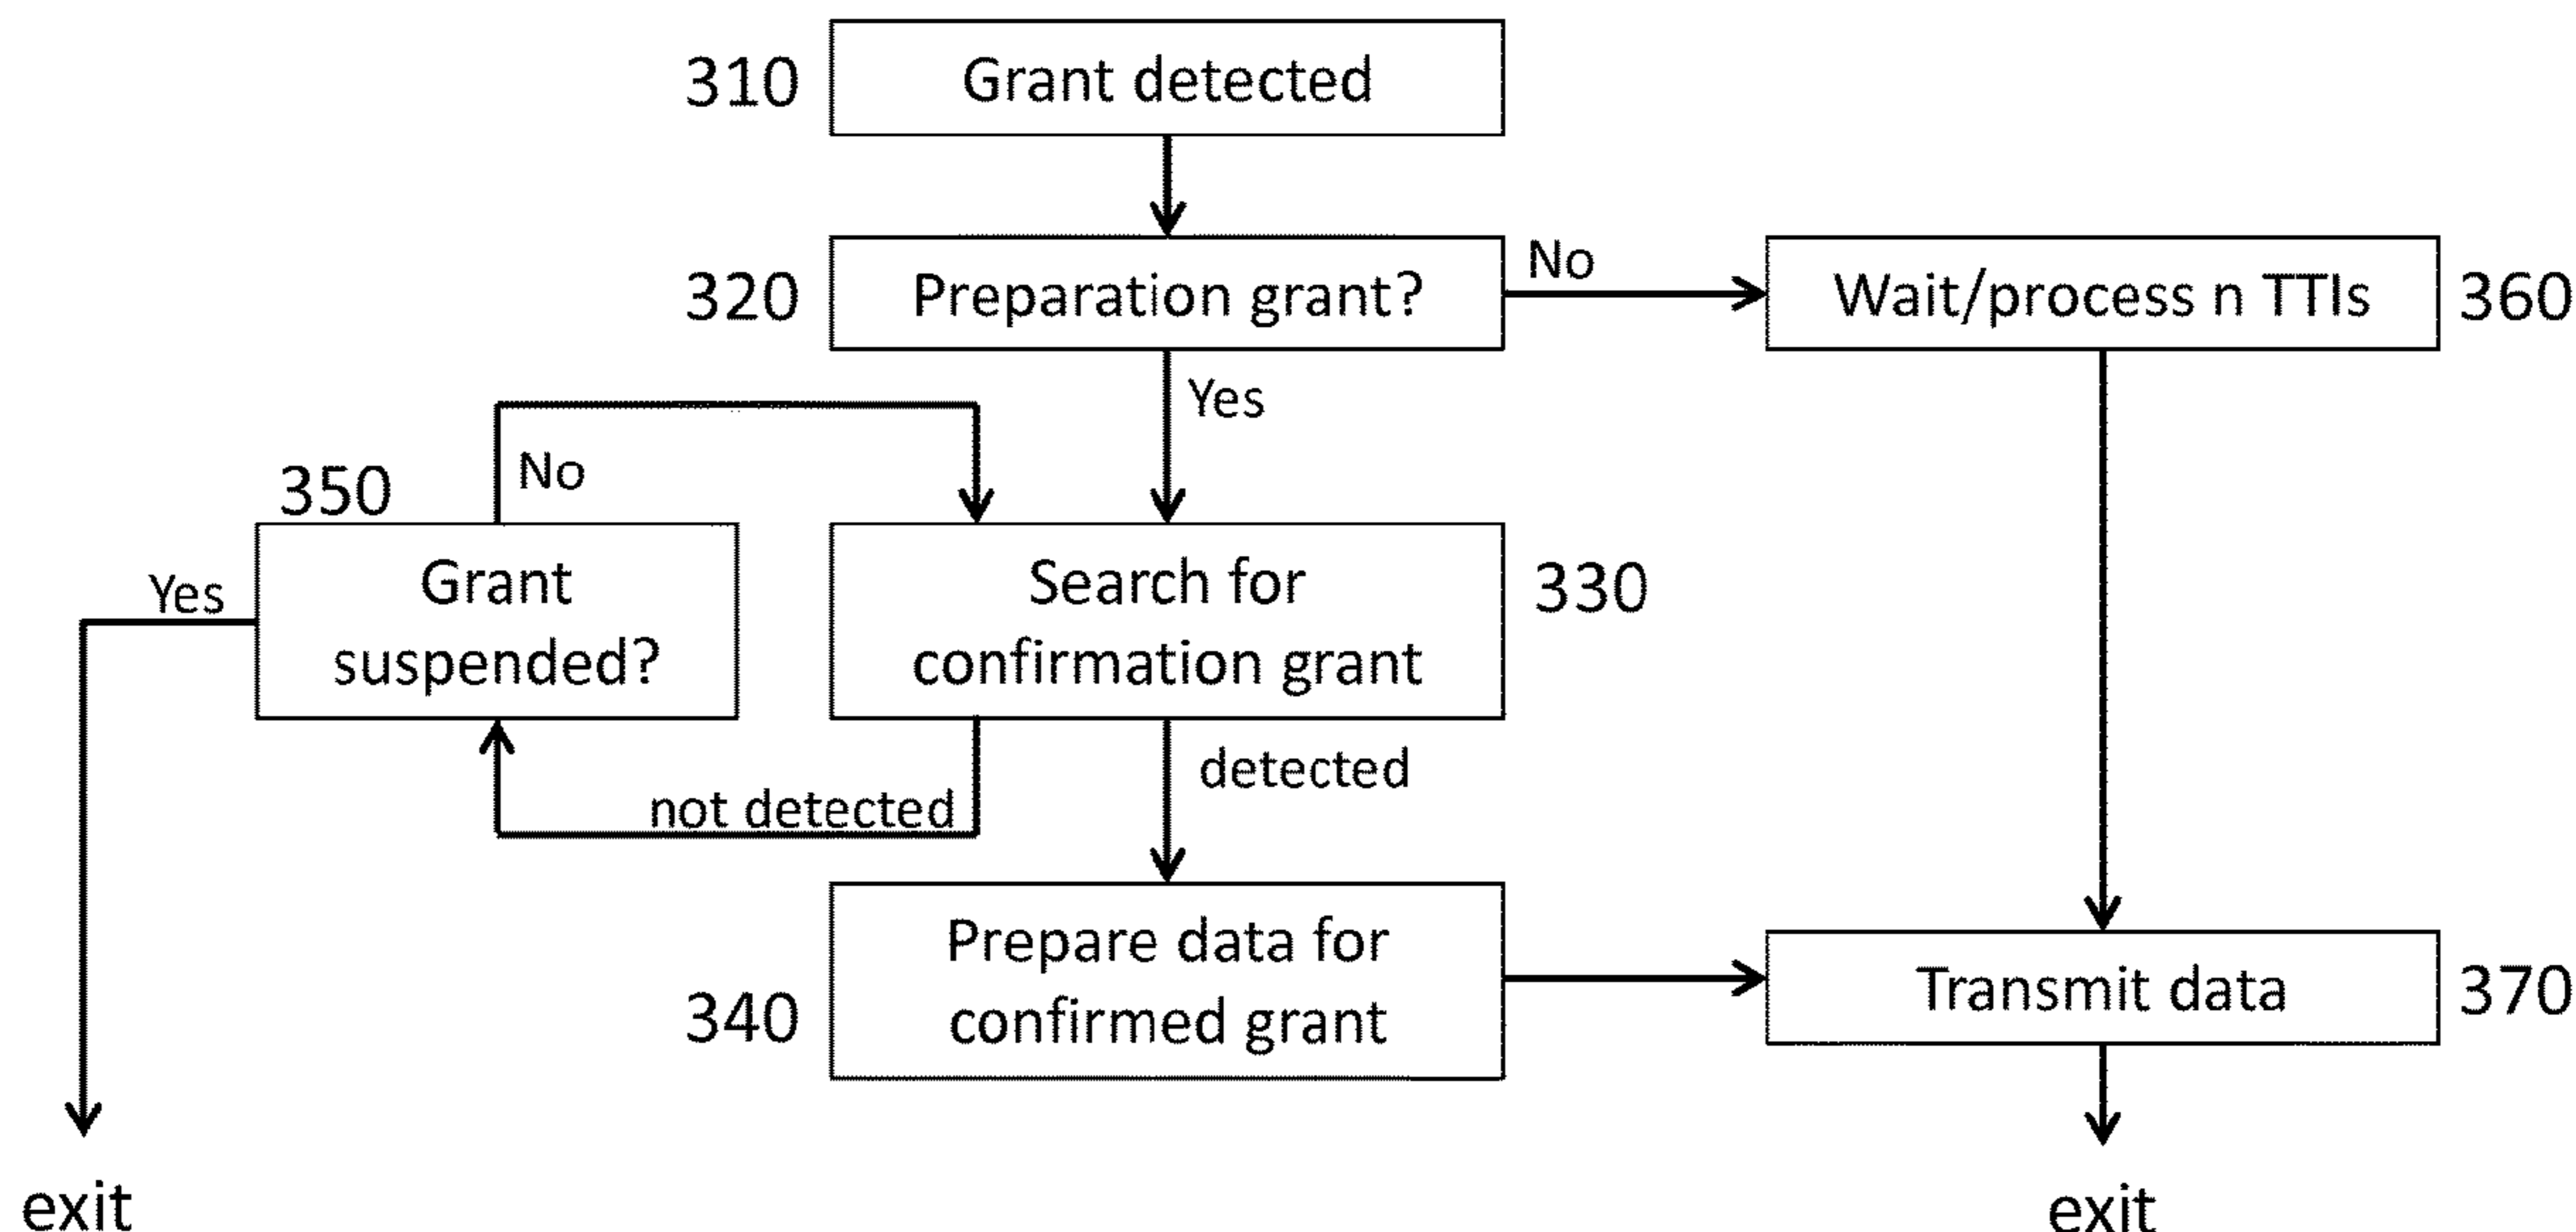 310
Grant detected
320
Preparation grant?
No
Wait/process n TTIs
360
Yes
No
350
Grant
suspended?
Yes
Search for
confirmation grant
330
not detected
detected
340
Prepare data for
confirmed grant
Transmit data
370
exit
exit